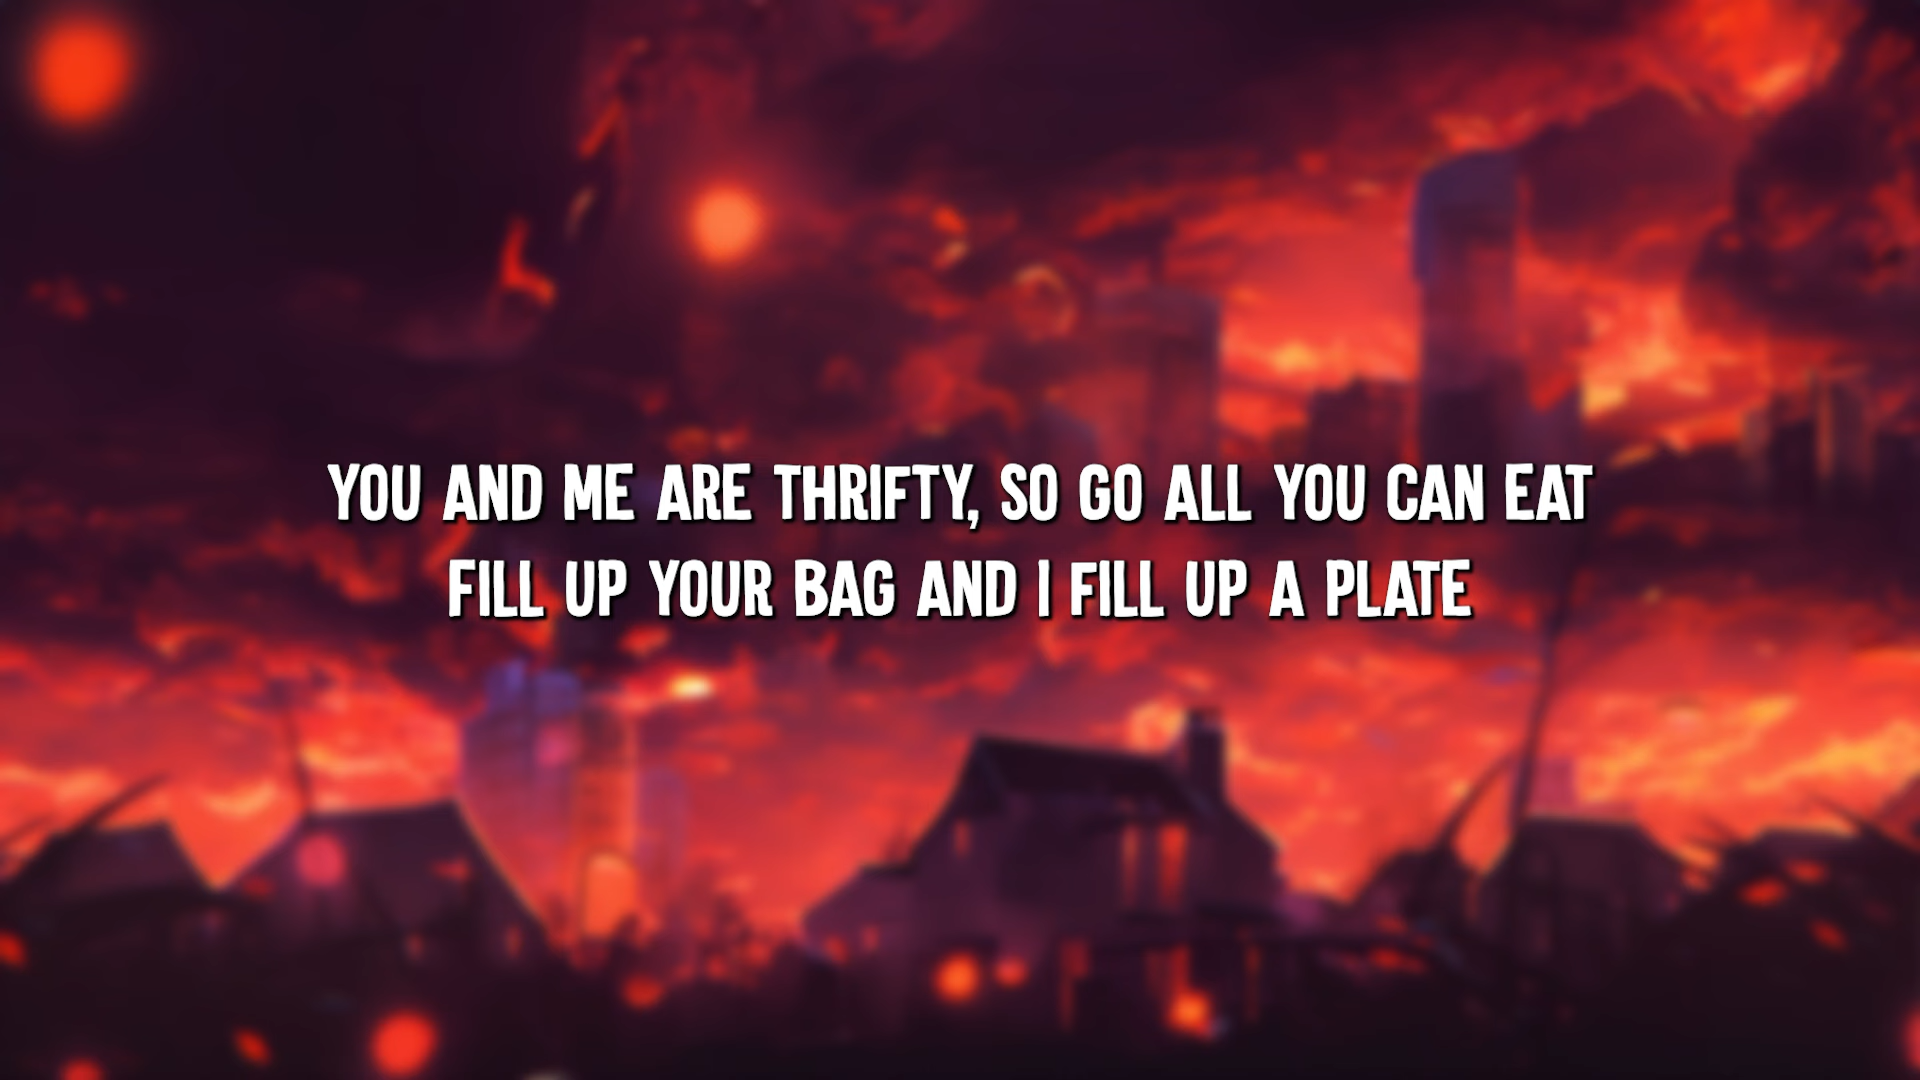 YOU AND ME ARE THRIFTY, SO GO ALL YOU CAN EAT
FILL UP YOUR BAG AND I FILL UP A PLATE